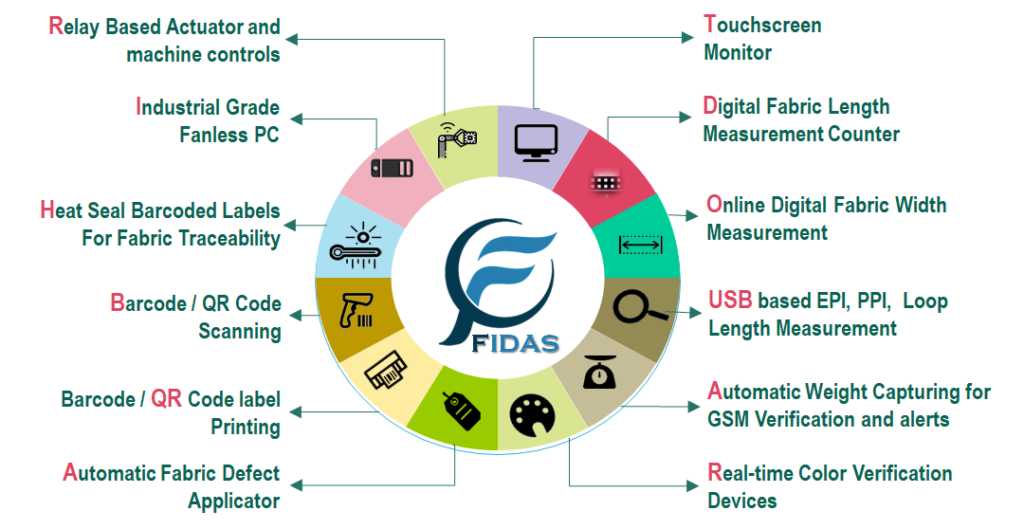 Relay Based Actuator and
machine controls
Industrial Grade
Fanless PC
Heat Seal Barcoded Labels
For Fabric Traceability
Barcode / QR Code
Scanning
Barcode / QR Code label
Printing
Automatic Fabric Defect
Applicator
FIDAS
Touchscreen
Monitor
Digital Fabric Length
Measurement Counter
Online Digital Fabric Width
Measurement
USB based EPI, PPI, Loop
Length Measurement
Automatic Weight Capturing for
GSM Verification and alerts
Real-time Color Verification
Devices